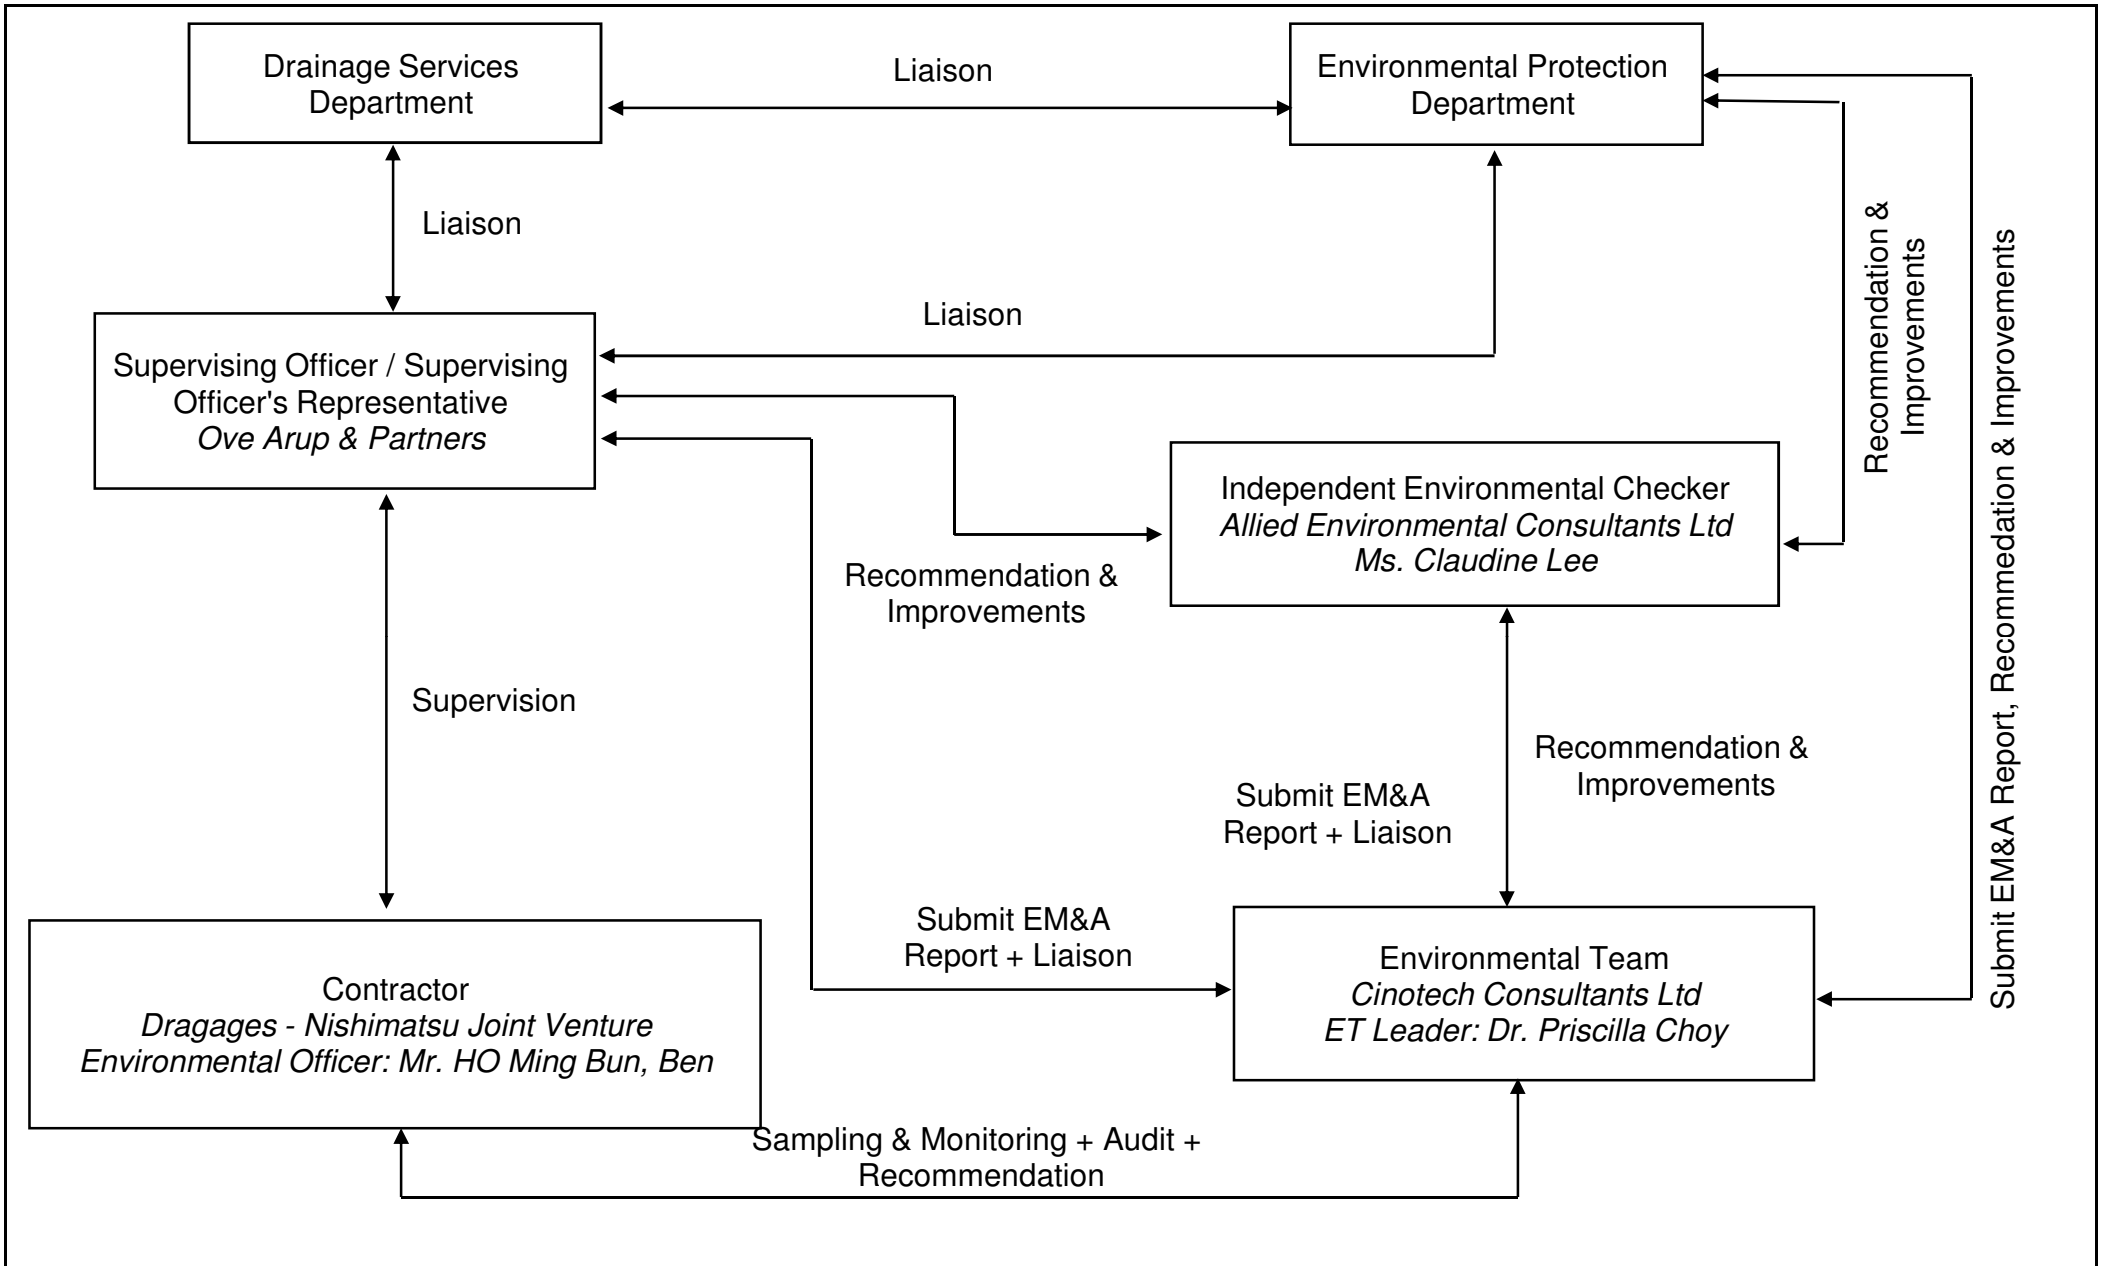 Drainage Services
Department
Liaison
Environmental Protection
Department
Liaison
Liaison
Recommendation &
Improvements
Submit EM&A Report, Recommedation & Improvements
Supervising Officer / Supervising
Officer's Representative
Ove Arup & Partners
Independent Environmental Checker
Allied Environmental Consultants Ltd
Ms. Claudine Lee
Recommendation &
Improvements
Supervision
Recommendation &
Improvements
Submit EM&A
Report + Liaison
Submit EM&A
Report + Liaison
Contractor
Dragages - Nishimatsu Joint Venture
Environmental Officer: Mr. HO Ming Bun, Ben
Environmental Team
Cinotech Consultants Ltd
ET Leader: Dr. Priscilla Choy
Sampling & Monitoring + Audit +
Recommendation